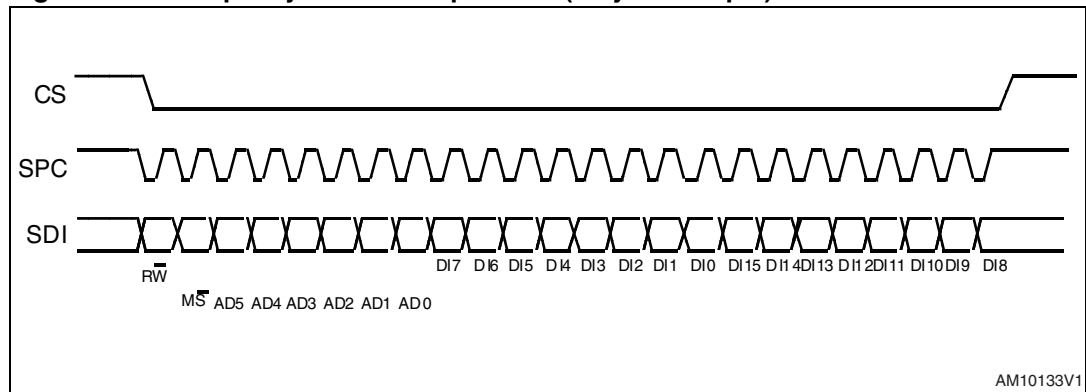 CS
SPC
SDI
RW
DI7 DI6 DI5 DI4 DI3 DI2 DI1 DI0 DI15 DI14 DI13 DI12 DI11 DI10 DI9 DI8
MS AD5 AD4 AD3 AD2 AD1 AD0
AM10133V1